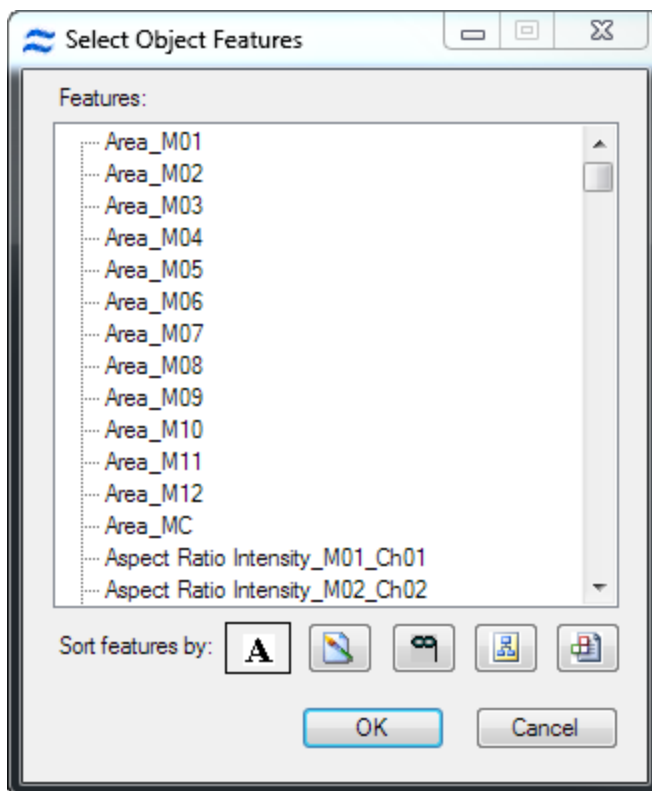 Select Object Features
Features:
Area_M01
Area_M02
Area_M03
Area_M04
Area_M05
Area_M06
Area_M07
Area_M08
Area_M09
Area_M10
Area_M11
Area_M12
Area_MC
Aspect Ratio Intensity_M01_Ch01
Aspect Ratio Intensity_M02_Ch02
Sort features by: A
OK Cancel